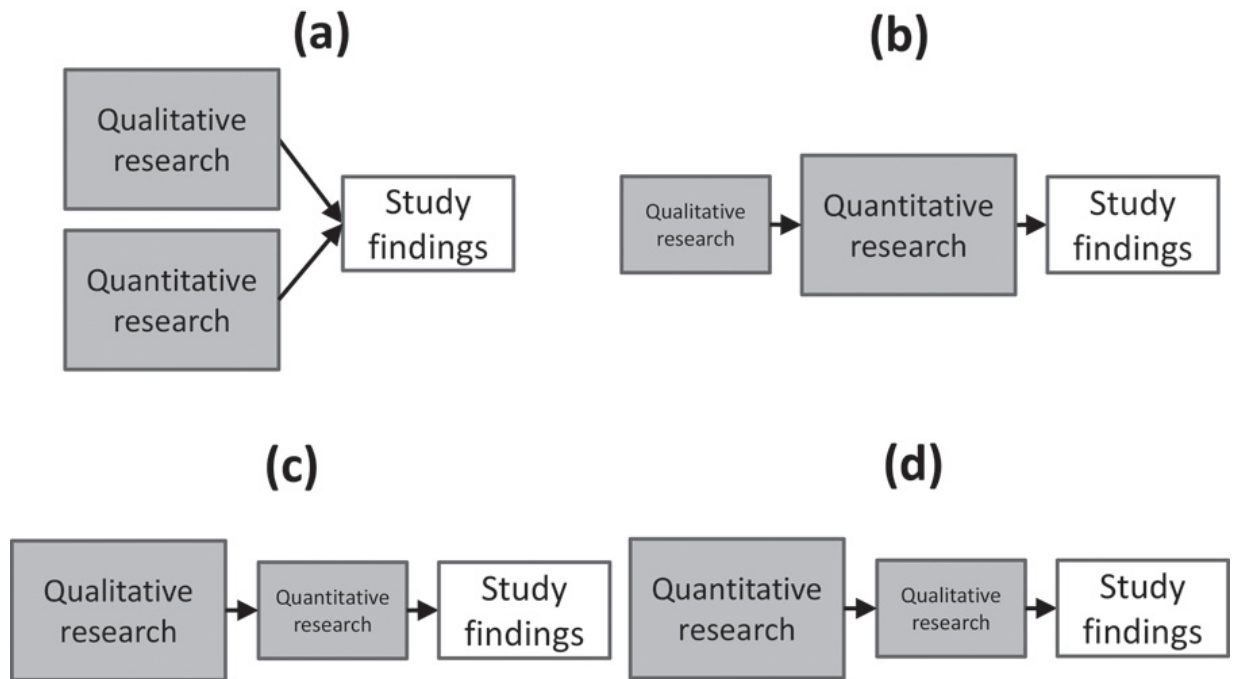 (a)
Qualitative
research
Quantitative
research
Study
findings
(b)
Qualitative
research
Quantitative
research
Study
findings
(c)
Qualitative
research
Quantitative
research
Study
findings
(d)
Quantitative
research
Qualitative
research
Study
findings